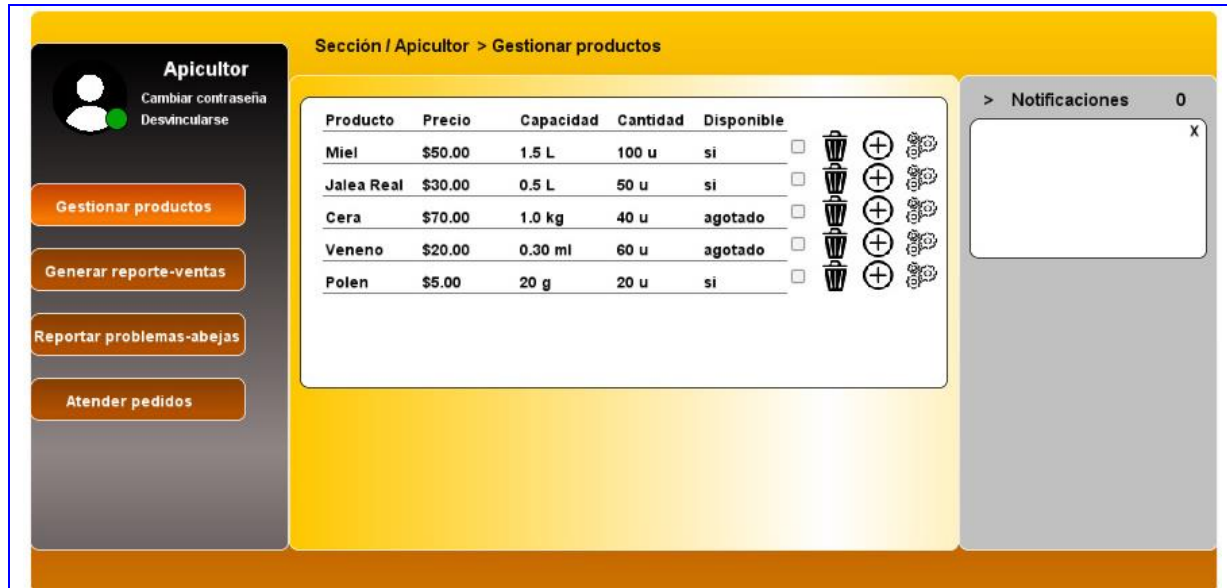 Sección / Apicultor > Gestionar productos
Apicultor
Cambiar contraseña
Desvincularse
Gestionar productos
Generar reporte-ventas
Reportar problemas-abejas
Atender pedidos
Producto Precio Capacidad Cantidad Disponible
Miel $50.00 1.5 L 100 u si
Jalea Real $30.00 0.5 L 50 u si
Cera $70.00 1.0 kg 40 u agotado
Veneno $20.00 0.30 ml 60 u agotado
Polen $5.00 20 g 20 u si
> Notificaciones 0
X